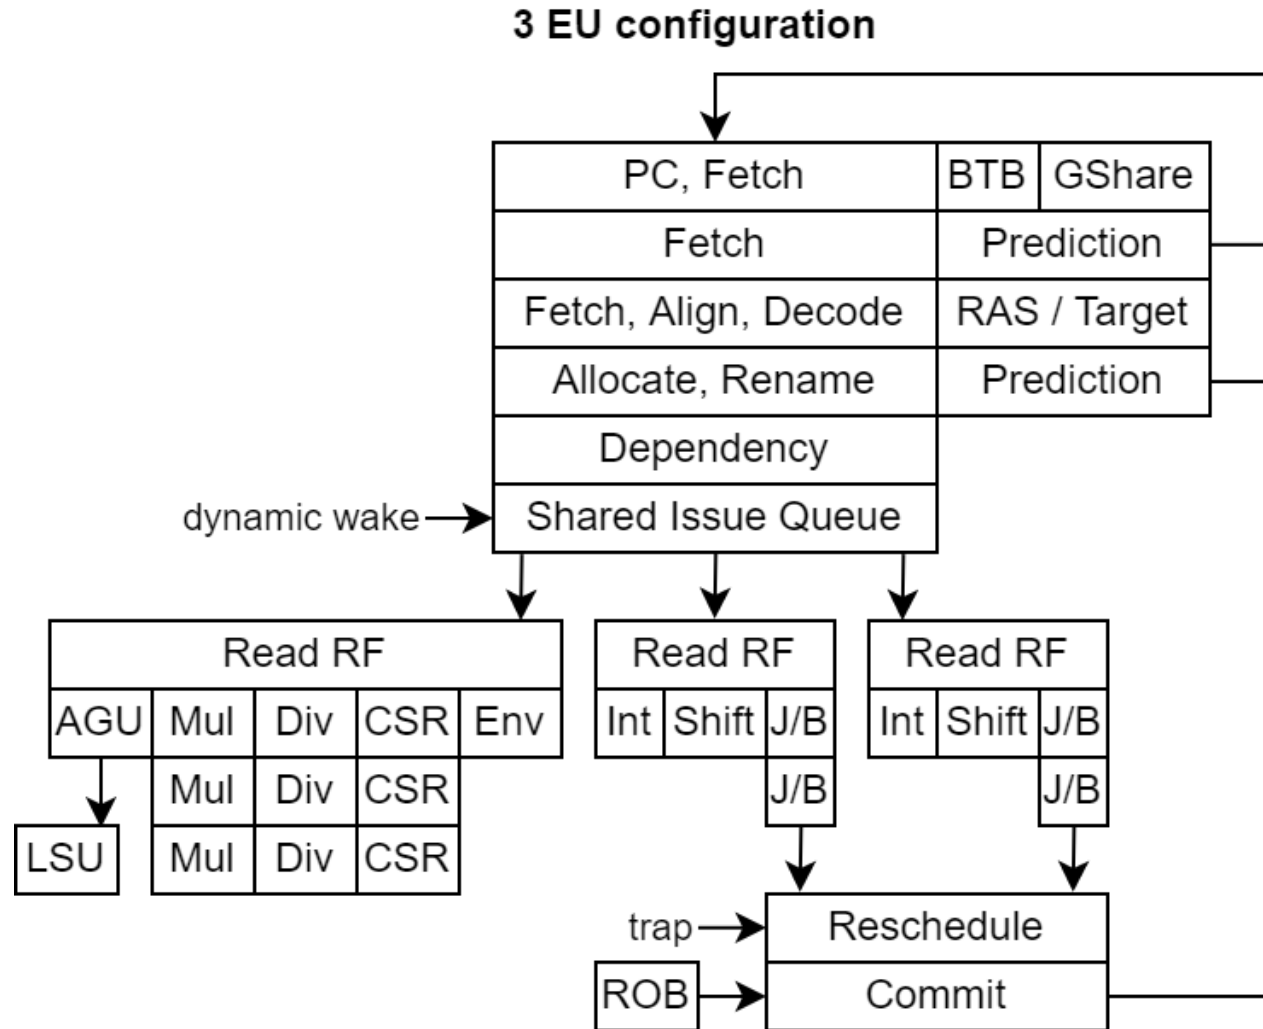 3 EU configuration
PC, Fetch BTB GShare
Fetch Prediction
Fetch, Align, Decode RAS / Target
Allocate, Rename Prediction
Dependency
dynamic wake Shared Issue Queue
Read RF Read RF Read RF
AGU Mul Div CSR Env Int Shift J/B Int Shift J/B
Mul Div CSR J/B J/B
LSU Mul Div CSR
trap Reschedule
ROB Commit